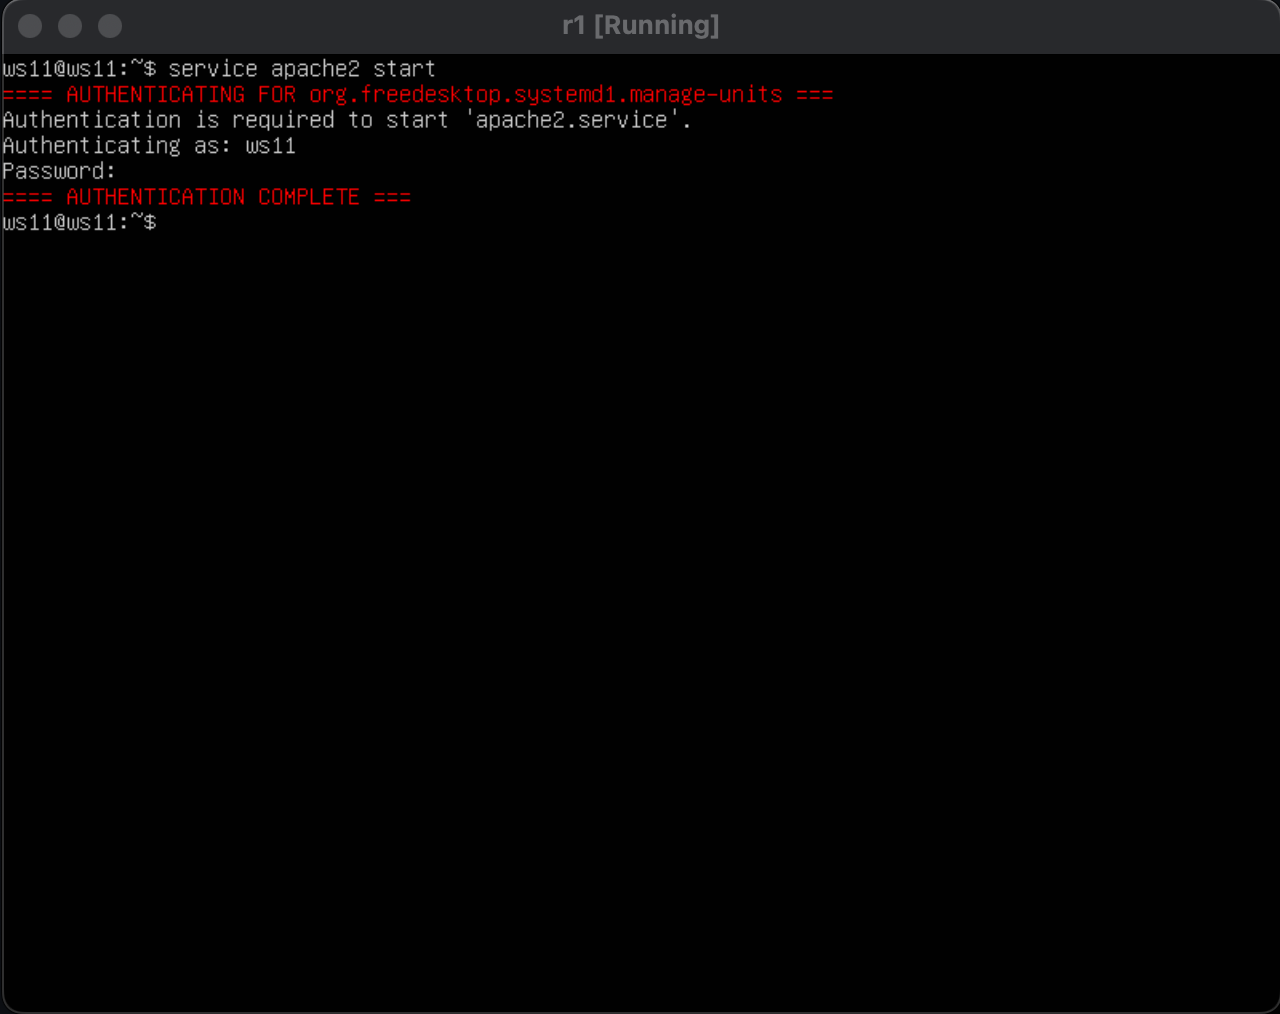 r1 [Running]
ws11@ws11:~$ service apache2 start
==== AUTHENTICATING FOR org.freedesktop.systemd1.manage-units ===
Authentication is required to start 'apache2.service'.
Authenticating as: ws11
Password:
==== AUTHENTICATION COMPLETE ===
ws11@ws11:~$